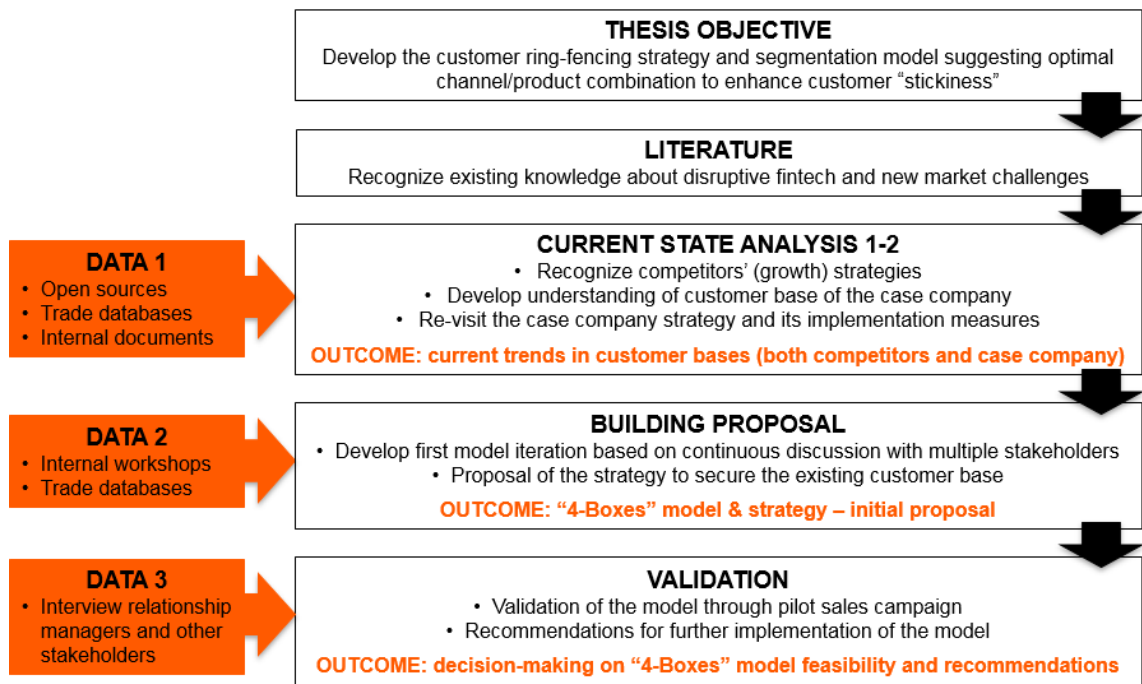 THESIS OBJECTIVE
Develop the customer ring-fencing strategy and segmentation model suggesting optimal
channel/product combination to enhance customer “stickiness”
LITERATURE
Recognize existing knowledge about disruptive fintech and new market challenges
DATA 1
• Open sources
• Trade databases
• Internal documents
CURRENT STATE ANALYSIS 1-2
• Recognize competitors’ (growth) strategies
• Develop understanding of customer base of the case company
• Re-visit the case company strategy and its implementation measures
OUTCOME: current trends in customer bases (both competitors and case company)
DATA 2
• Internal workshops
• Trade databases
BUILDING PROPOSAL
• Develop first model iteration based on continuous discussion with multiple stakeholders
• Proposal of the strategy to secure the existing customer base
OUTCOME: “4-Boxes” model & strategy – initial proposal
DATA 3
• Interview relationship
managers and other
stakeholders
VALIDATION
• Validation of the model through pilot sales campaign
• Recommendations for further implementation of the model
OUTCOME: decision-making on “4-Boxes” model feasibility and recommendations